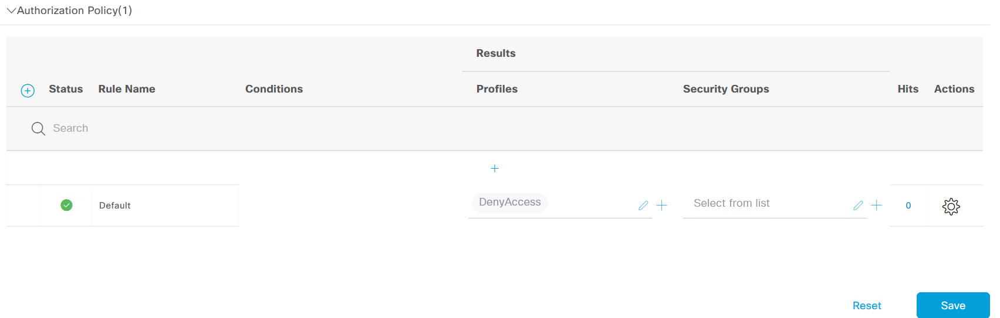 Authorization Policy(1)
Results
Status Rule Name Conditions Profiles Security Groups Hits Actions
Search
Default DenyAccess Select from list 0
Reset Save